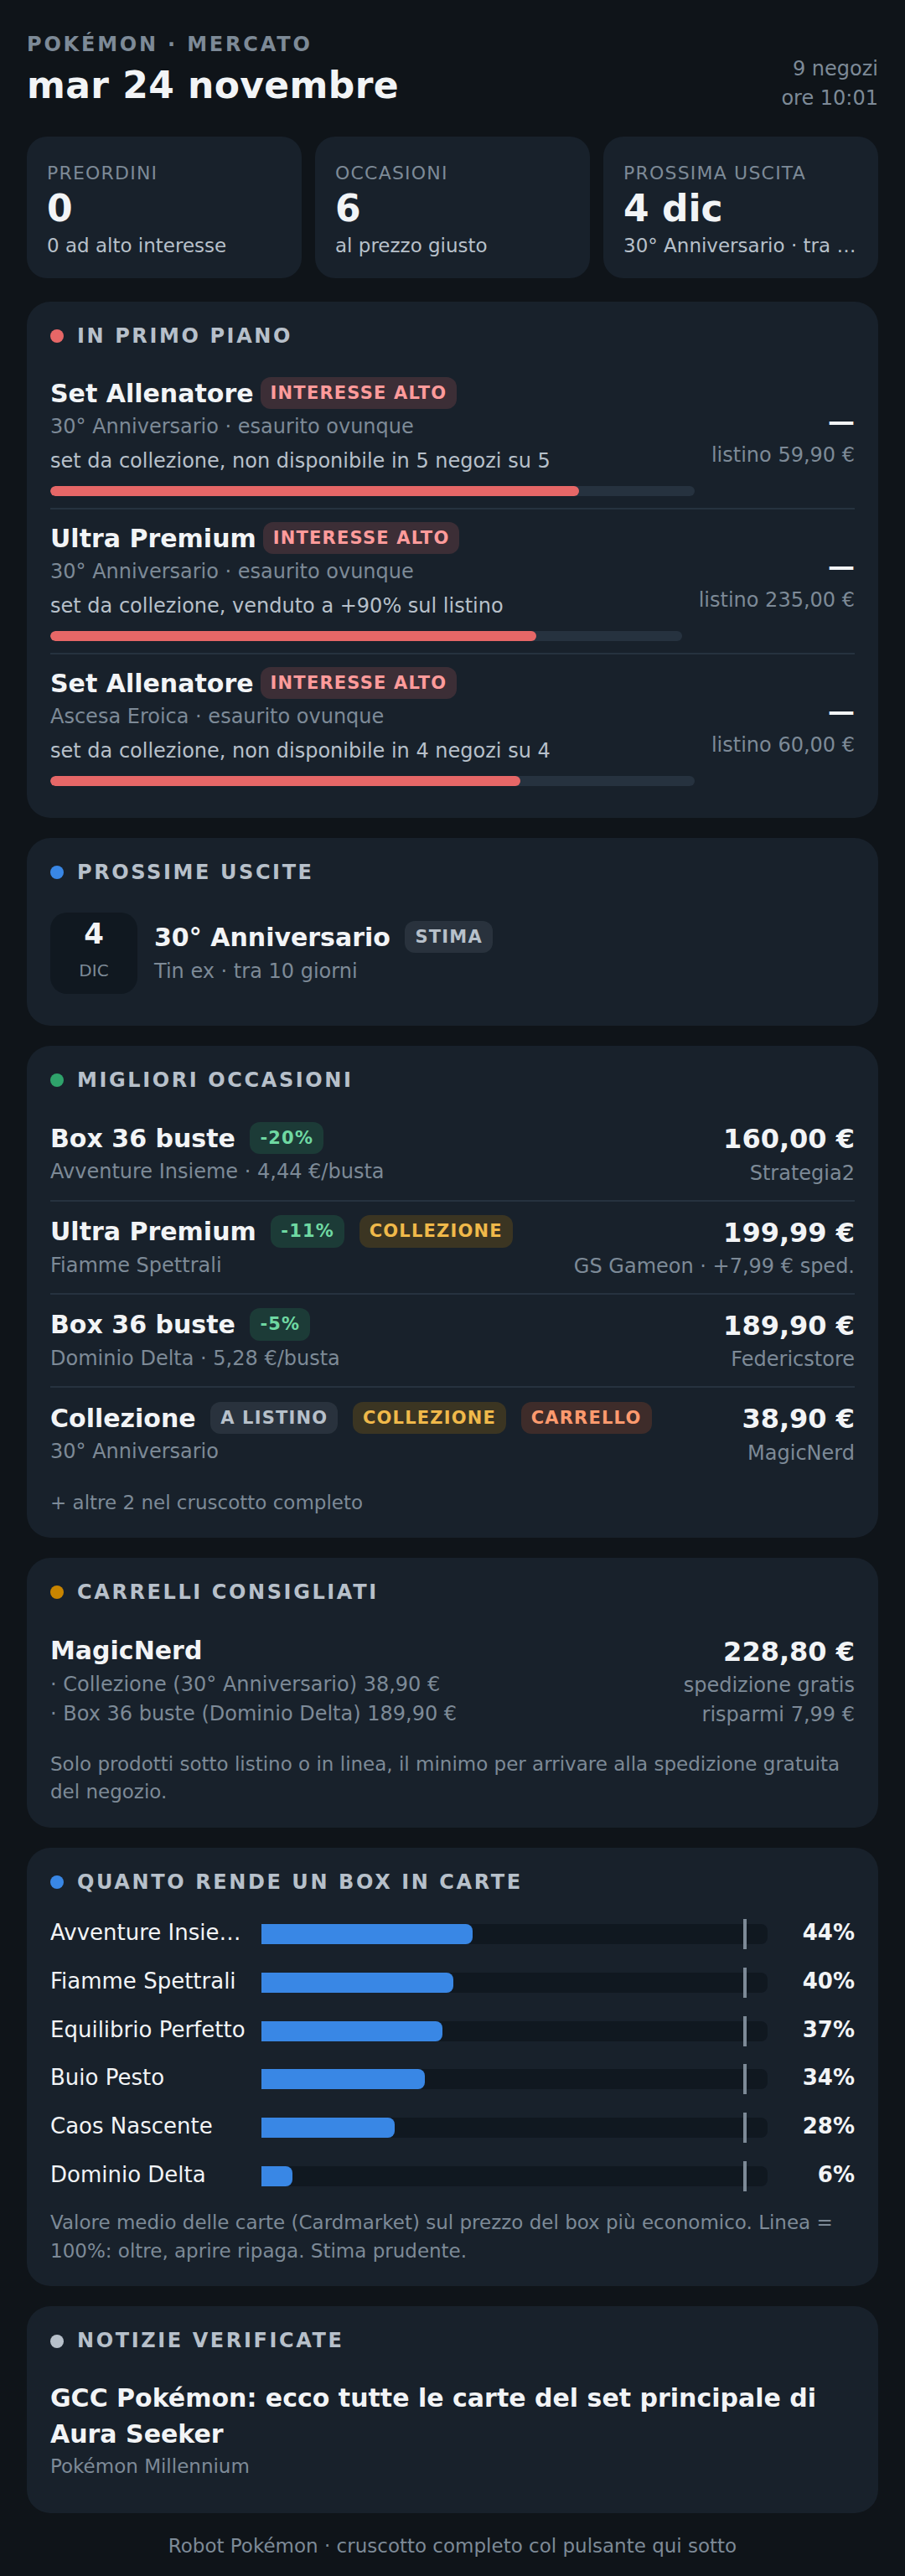 POKÉMON · MERCATO
mar 24 novembre
9 negozi
ore 10:01
PREORDINI
0
0 ad alto interesse
OCCASIONI
6
al prezzo giusto
PROSSIMA USCITA
4 dic
30° Anniversario · tra …
IN PRIMO PIANO
Set Allenatore INTERESSE ALTO
30° Anniversario · esaurito ovunque
set da collezione, non disponibile in 5 negozi su 5
—
listino 59,90 €
Ultra Premium INTERESSE ALTO
30° Anniversario · esaurito ovunque
set da collezione, venduto a +90% sul listino
—
listino 235,00 €
Set Allenatore INTERESSE ALTO
Ascesa Eroica · esaurito ovunque
set da collezione, non disponibile in 4 negozi su 4
—
listino 60,00 €
PROSSIME USCITE
4
DIC
30° Anniversario STIMA
Tin ex · tra 10 giorni
MIGLIORI OCCASIONI
Box 36 buste -20%
Avventure Insieme · 4,44 €/busta
160,00 €
Strategia2
Ultra Premium -11% COLLEZIONE
Fiamme Spettrali
199,99 €
GS Gameon · +7,99 € sped.
Box 36 buste -5%
Dominio Delta · 5,28 €/busta
189,90 €
Federicstore
Collezione A LISTINO COLLEZIONE CARRELLO
30° Anniversario
38,90 €
MagicNerd
+ altre 2 nel cruscotto completo
CARRELLI CONSIGLIATI
MagicNerd
· Collezione (30° Anniversario) 38,90 €
· Box 36 buste (Dominio Delta) 189,90 €
228,80 €
spedizione gratis
risparmi 7,99 €
Solo prodotti sotto listino o in linea, il minimo per arrivare alla spedizione gratuita
del negozio.
QUANTO RENDE UN BOX IN CARTE
Avventure Insie… 44%
Fiamme Spettrali 40%
Equilibrio Perfetto 37%
Buio Pesto 34%
Caos Nascente 28%
Dominio Delta 6%
Valore medio delle carte (Cardmarket) sul prezzo del box più economico. Linea =
100%: oltre, aprire ripaga. Stima prudente.
NOTIZIE VERIFICATE
GCC Pokémon: ecco tutte le carte del set principale di
Aura Seeker
Pokémon Millennium
Robot Pokémon · cruscotto completo col pulsante qui sotto